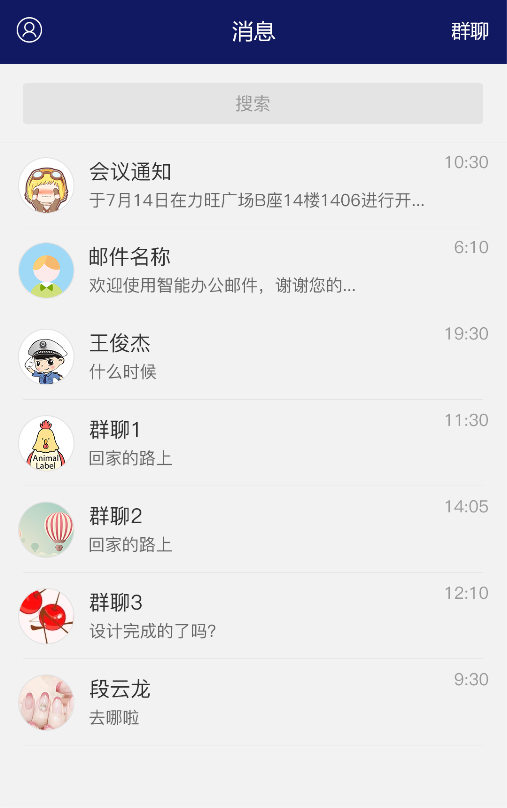 消息
群聊
搜索
会议通知
10:30
于7月14日在力旺广场B座14楼1406进行开...
邮件名称
6:10
欢迎使用智能办公邮件，谢谢您的...
王俊杰
19:30
什么时候
群聊1
11:30
回家的路上
Animal
Label
群聊2
14:05
回家的路上
群聊3
12:10
设计完成的了吗?
段云龙
9:30
去哪啦